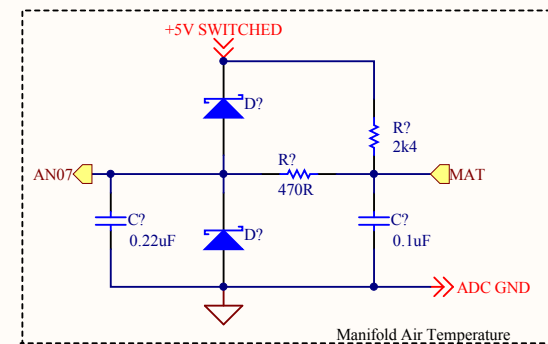 +5V SWITCHED
D?
R?
2k4
AN07
R?
470R
MAT
C?
0.22uF
D?
C?
0.1uF
ADC GND
Manifold Air Temperature